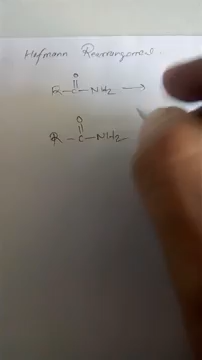 Hofmann Rearrangement
O
R-C-NH2 →
O
R-C-NH2-